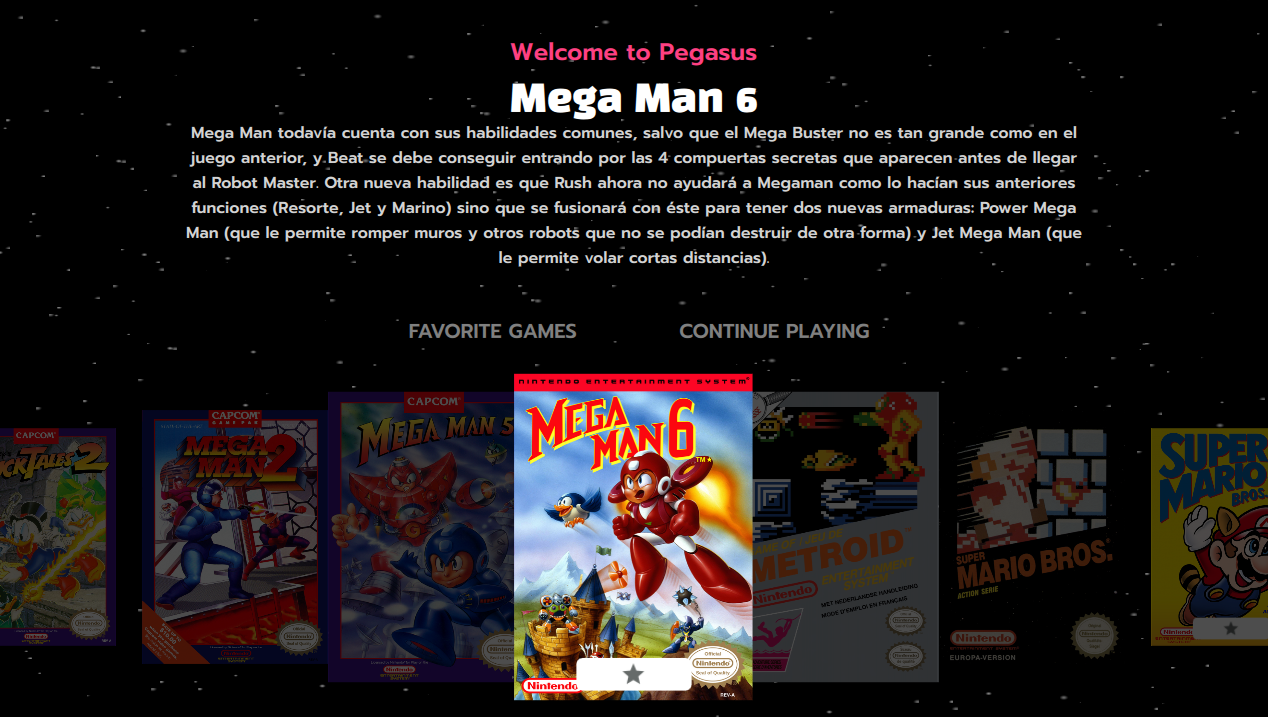 Welcome to Pegasus
Mega Man 6
Mega Man todavía cuenta con sus habilidades comunes, salvo que el Mega Buster no es tan grande como en el
juego anterior, y Beat se debe conseguir entrando por las 4 compuertas secretas que aparecen antes de llegar
al Robot Master. Otra nueva habilidad es que Rush ahora no ayudará a Megaman como lo hacían sus anteriores
funciones (Resorte, Jet y Marino) sino que se fusionará con éste para tener dos nuevas armaduras: Power Mega
Man (que le permite romper muros y otros robots que no se podían destruir de otra forma) y Jet Mega Man (que
le permite volar cortas distancias).
FAVORITE GAMES
CONTINUE PLAYING
CAPCOM
DUCKTALES 2
CAPCOM
MEGA
MAN 2
Nintendo
CAPCOM
MEGA MAN 5
Nintendo
NINTENDO ENTERTAINMENT SYSTEM
MEGA
MAN 6
TM
Nintendo
Official
Nintendo
Seal of Quality
REV-A
METROID
ENTERTAINMENT
SYSTEM
MET NEDERLANDSE HANDLEIDING
MODE D'EMPLOI EN FRANCAIS
Nintendo
SUPER
MARIO BROS.
ACTION SERIE
Nintendo
EUROPA-VERSION
SUPER
MARIO
BROS.
Nintendo